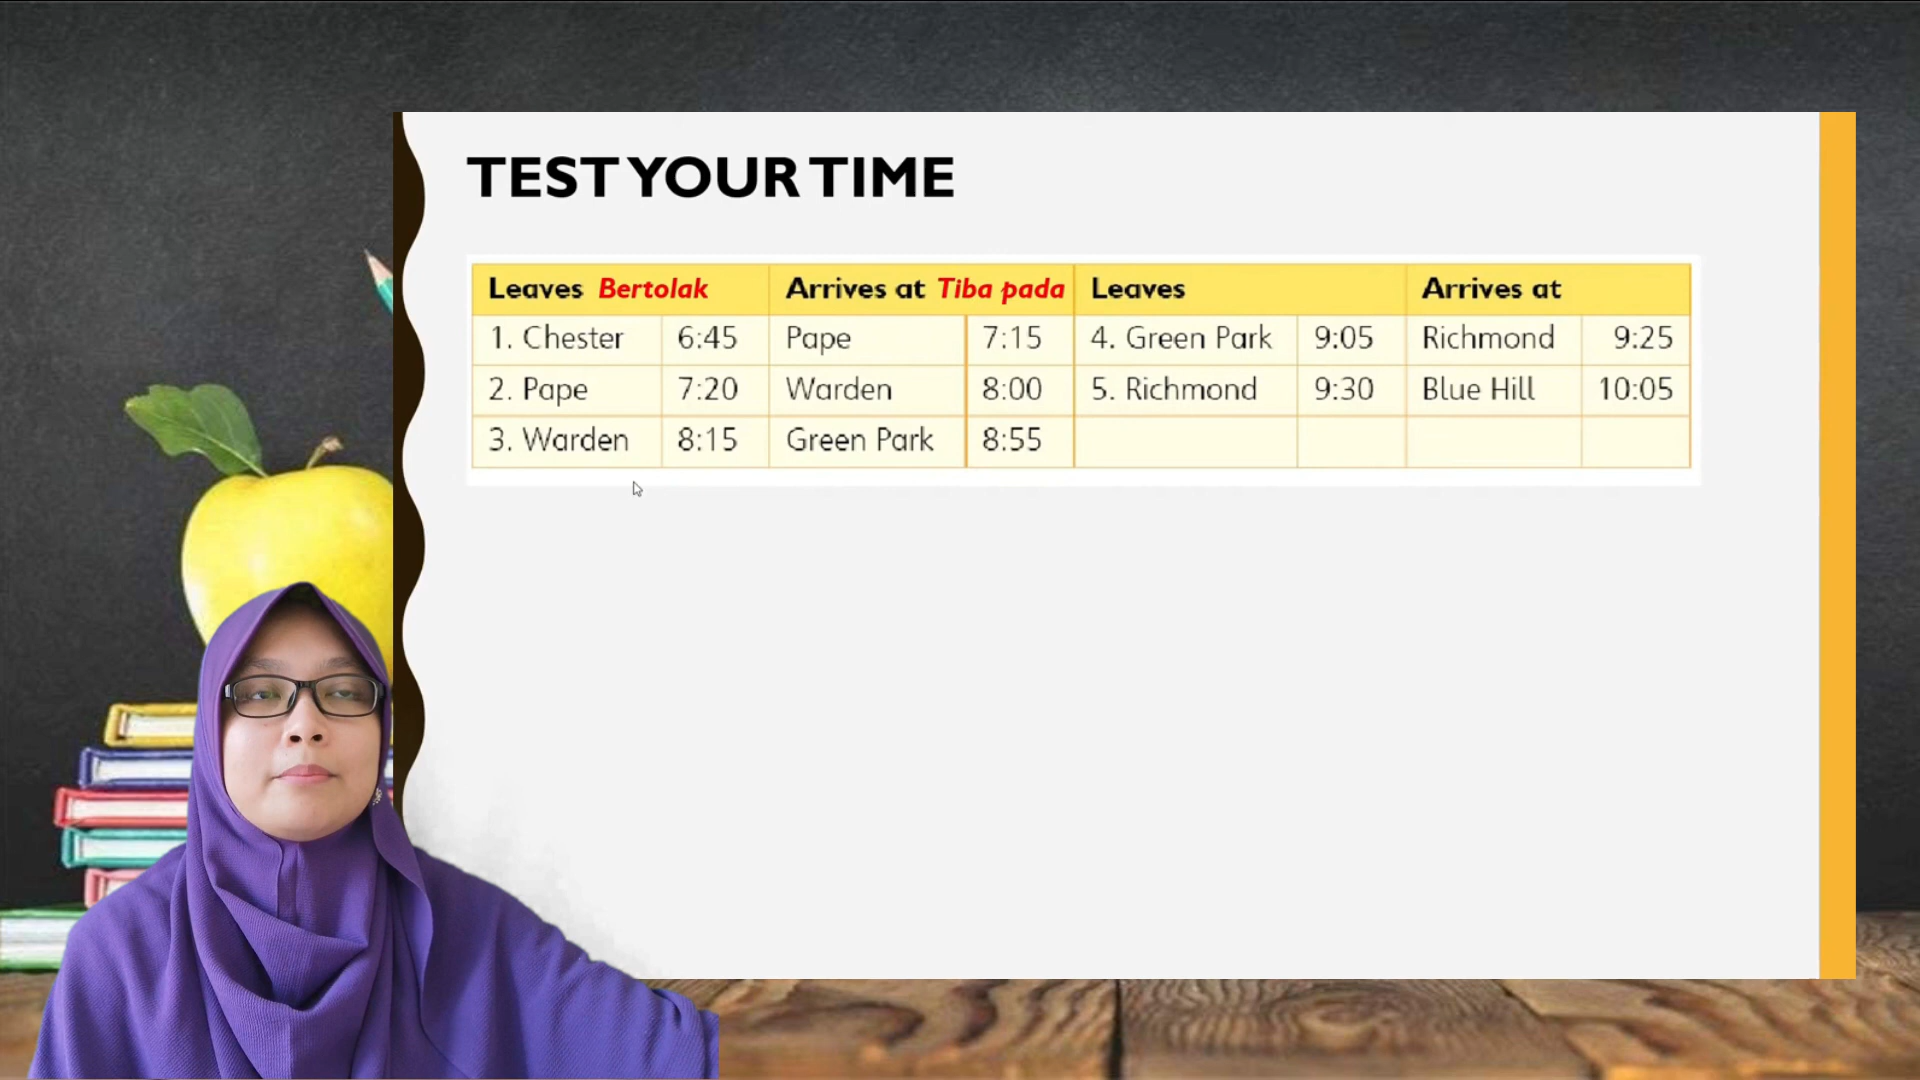 TEST YOUR TIME
Leaves Bertolak Arrives at Tiba pada Leaves Arrives at
1. Chester 6:45 Pape 7:15 4. Green Park 9:05 Richmond 9:25
2. Pape 7:20 Warden 8:00 5. Richmond 9:30 Blue Hill 10:05
3. Warden 8:15 Green Park 8:55